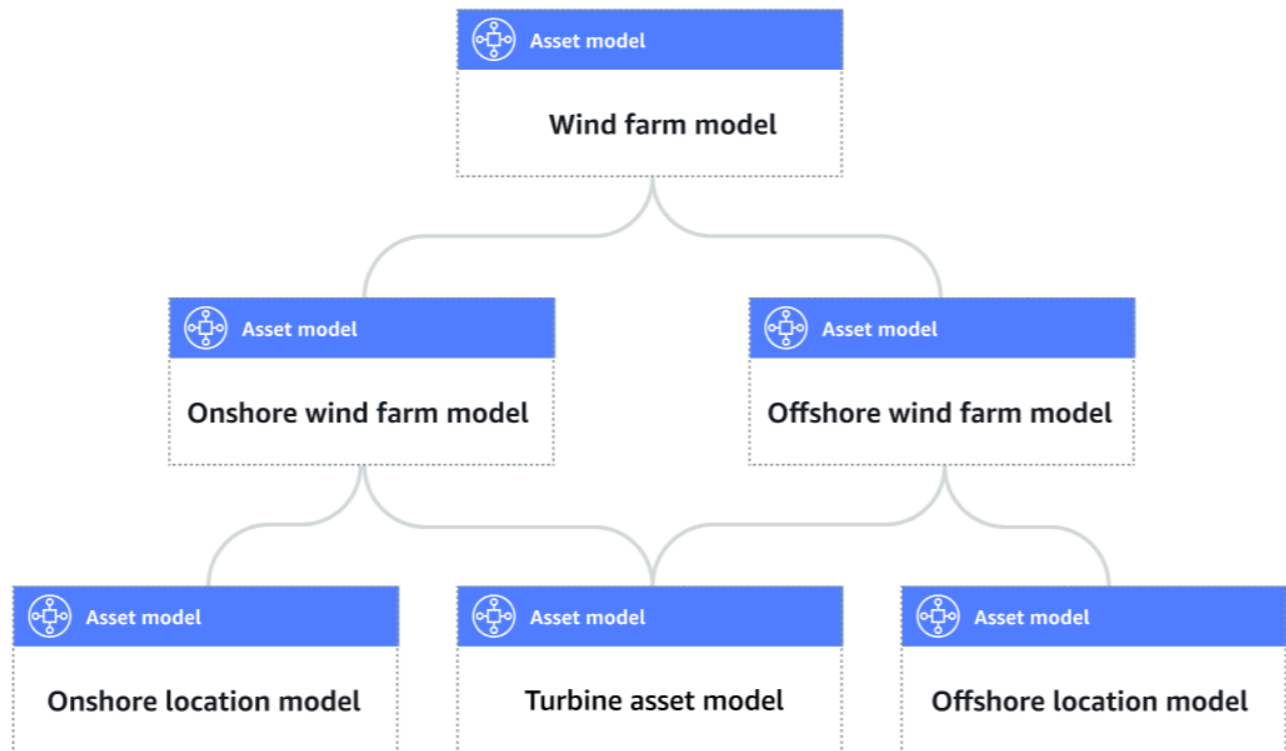 Asset model
Wind farm model
Asset model
Onshore wind farm model
Asset model
Offshore wind farm model
Asset model
Onshore location model
Asset model
Turbine asset model
Asset model
Offshore location model